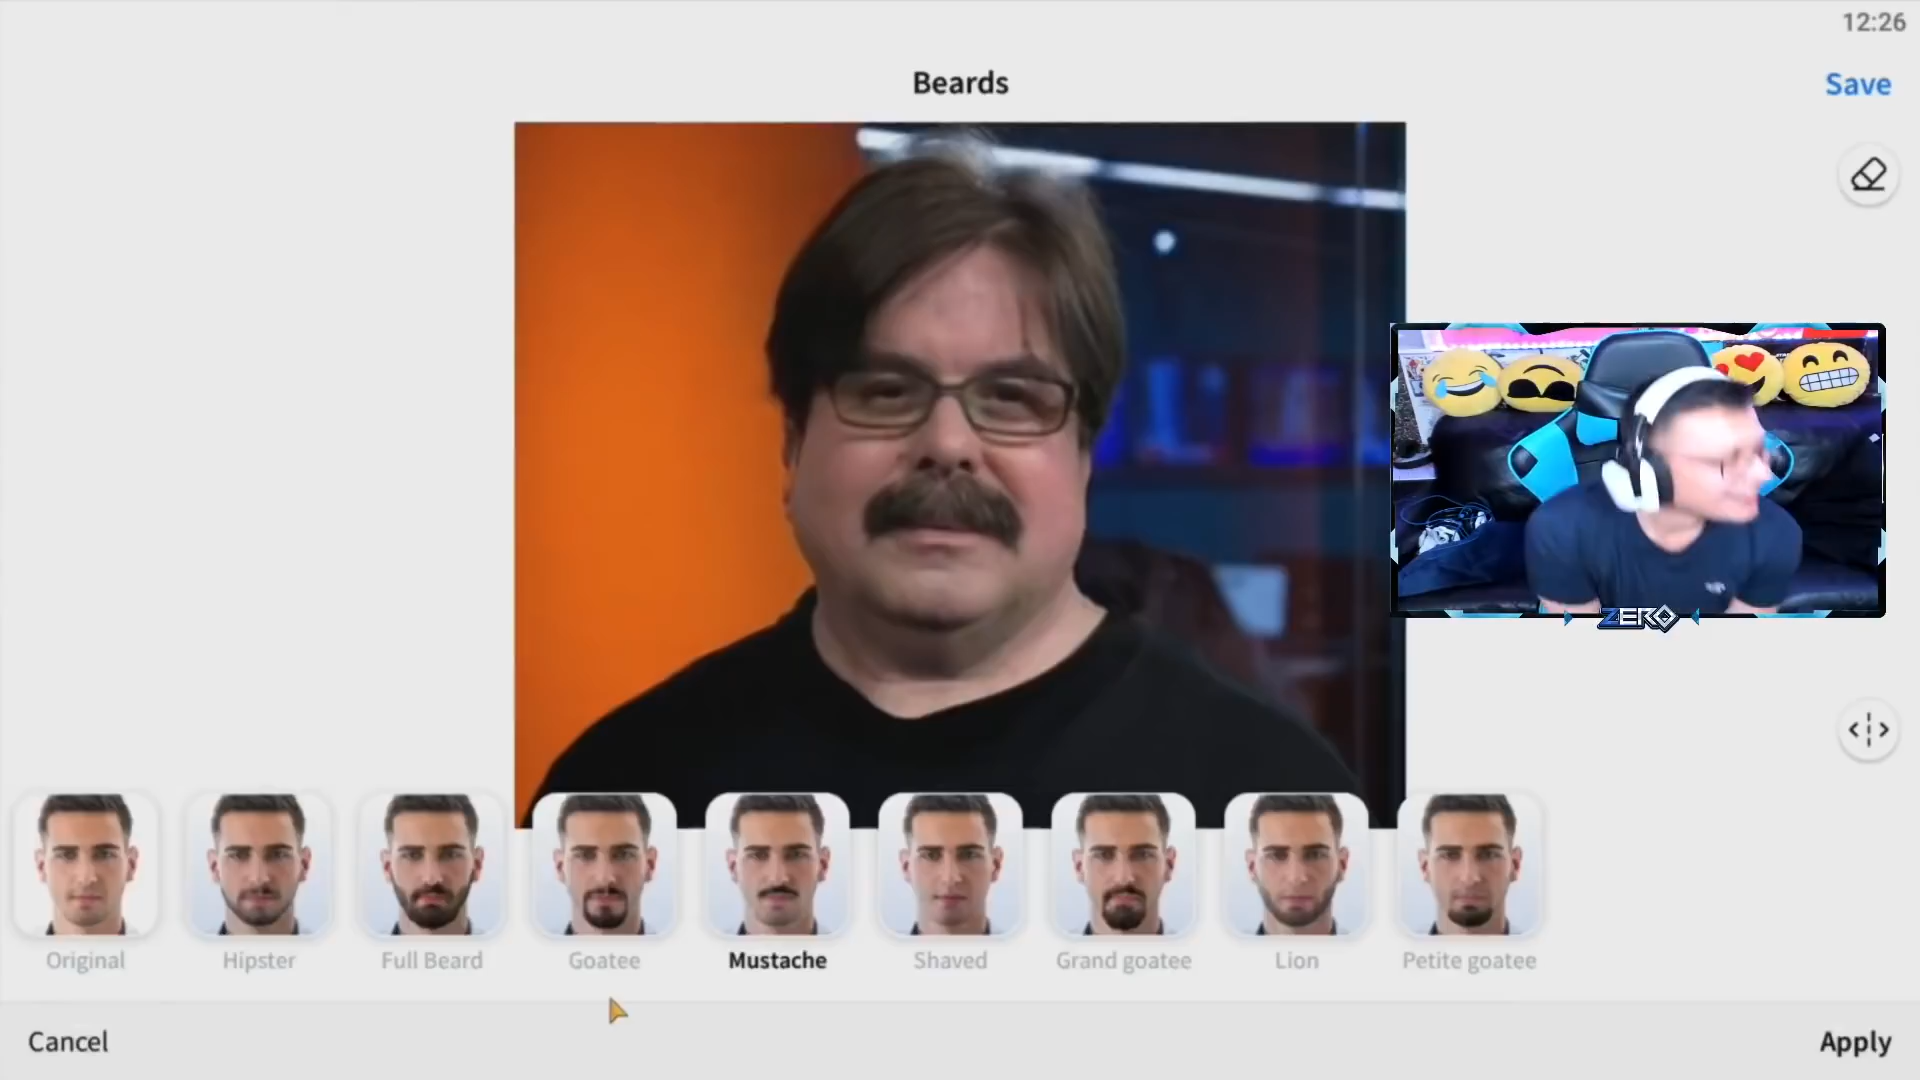 12:26
Beards
Save
ZERO
Original
Hipster
Full Beard
Goatee
Mustache
Shaved
Grand goatee
Lion
Petite goatee
Cancel
Apply